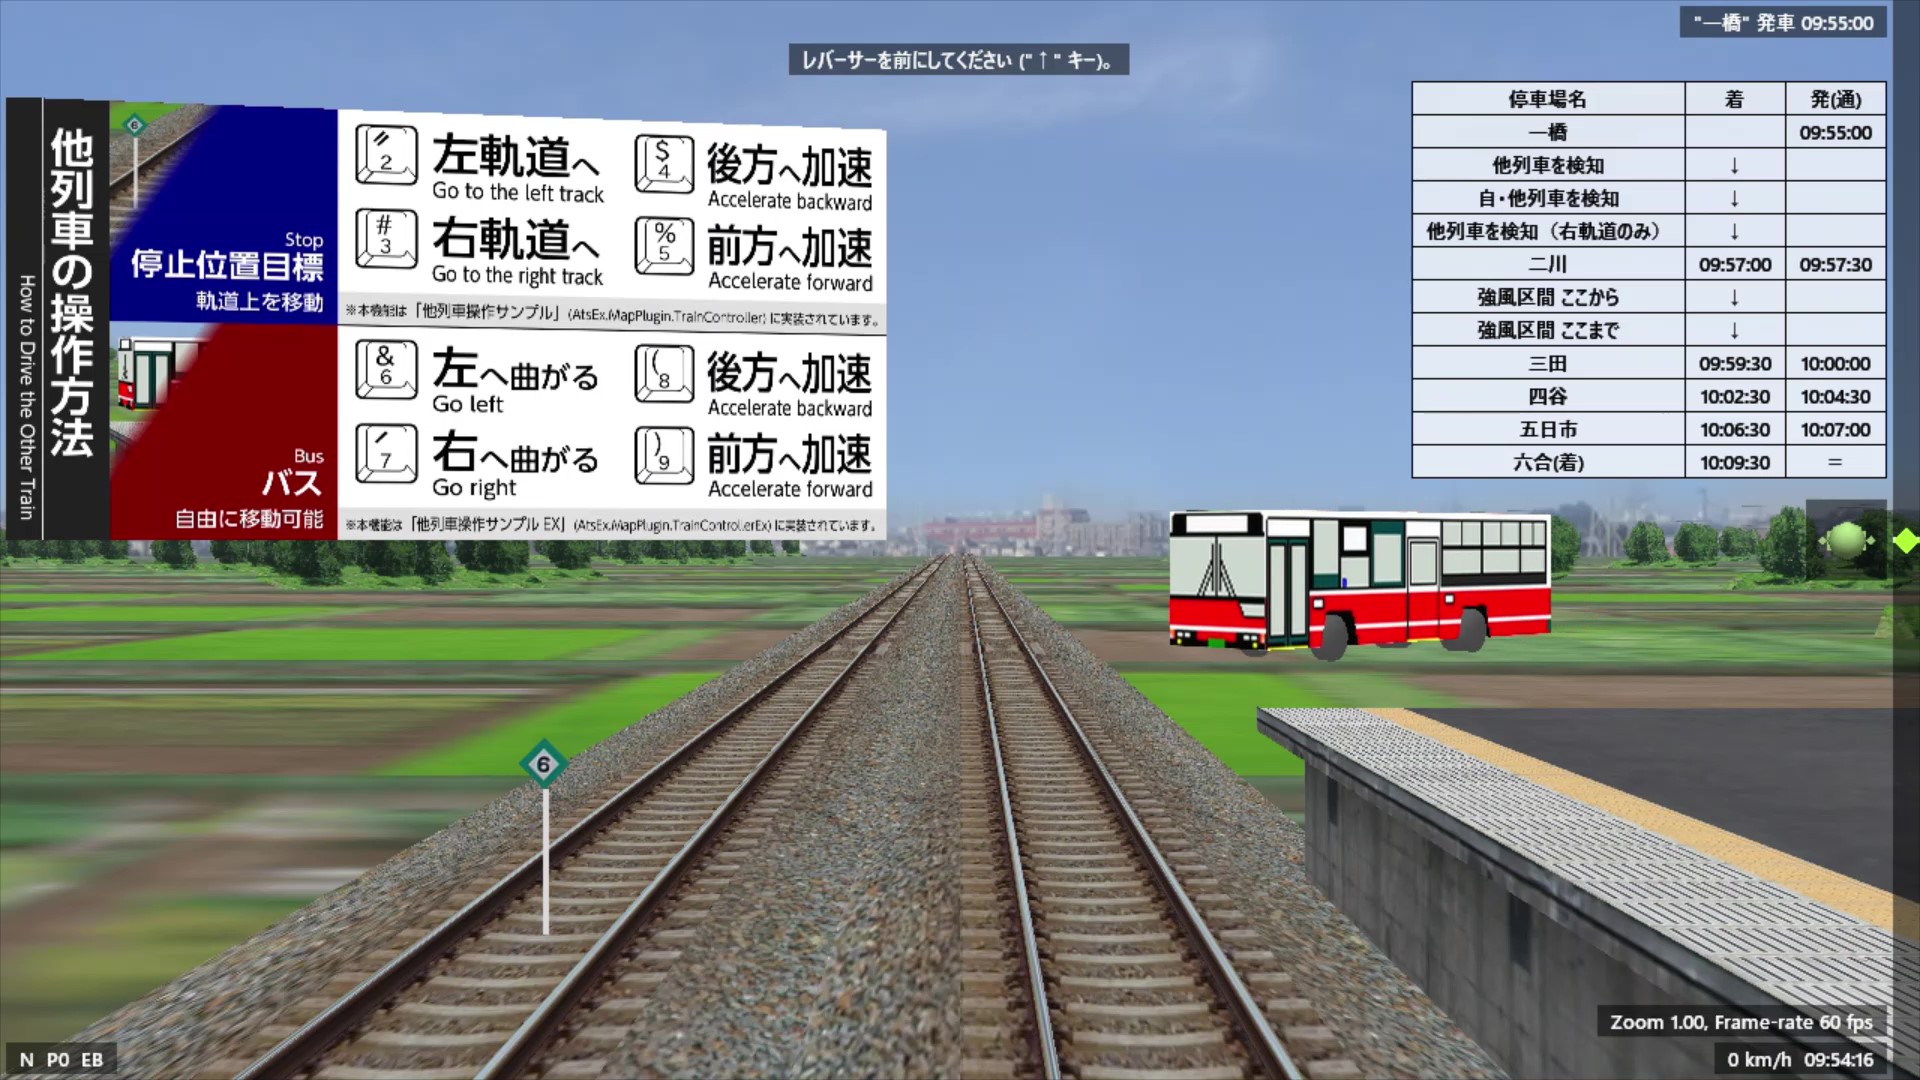 "一橋" 発車 09:55:00
レバーサーを前にしてください ("↑" キー)。
他列車の操作方法
How to Drive the Other Train
6
Stop
停止位置目標
軌道上を移動
" 2
左軌道へ
Go to the left track
$ 4
後方へ加速
Accelerate backward
# 3
右軌道へ
Go to the right track
% 5
前方へ加速
Accelerate forward
※本機能は「他列車操作サンプル」(AtsEx.MapPlugin.TrainController) に実装されています。
Bus
バス
自由に移動可能
& 6
左へ曲がる
Go left
( 8
後方へ加速
Accelerate backward
' 7
右へ曲がる
Go right
) 9
前方へ加速
Accelerate forward
※本機能は「他列車操作サンプル EX」(AtsEx.MapPlugin.TrainControllerEx) に実装されています。
停車場名 着 発(通)
一橋 09:55:00
他列車を検知 ↓
自・他列車を検知 ↓
他列車を検知（右軌道のみ） ↓
二川 09:57:00 09:57:30
強風区間 ここから ↓
強風区間 ここまで ↓
三田 09:59:30 10:00:00
四谷 10:02:30 10:04:30
五日市 10:06:30 10:07:00
六合(着) 10:09:30 =
6
Zoom 1.00, Frame-rate 60 fps
N P0 EB
0 km/h 09:54:16